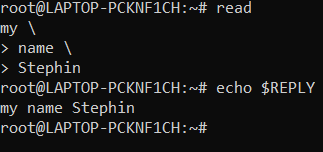 root@LAPTOP-PCKNF1CH:~# read
my \
> name \
> Stephin
root@LAPTOP-PCKNF1CH:~# echo $REPLY
my name Stephin
root@LAPTOP-PCKNF1CH:~#